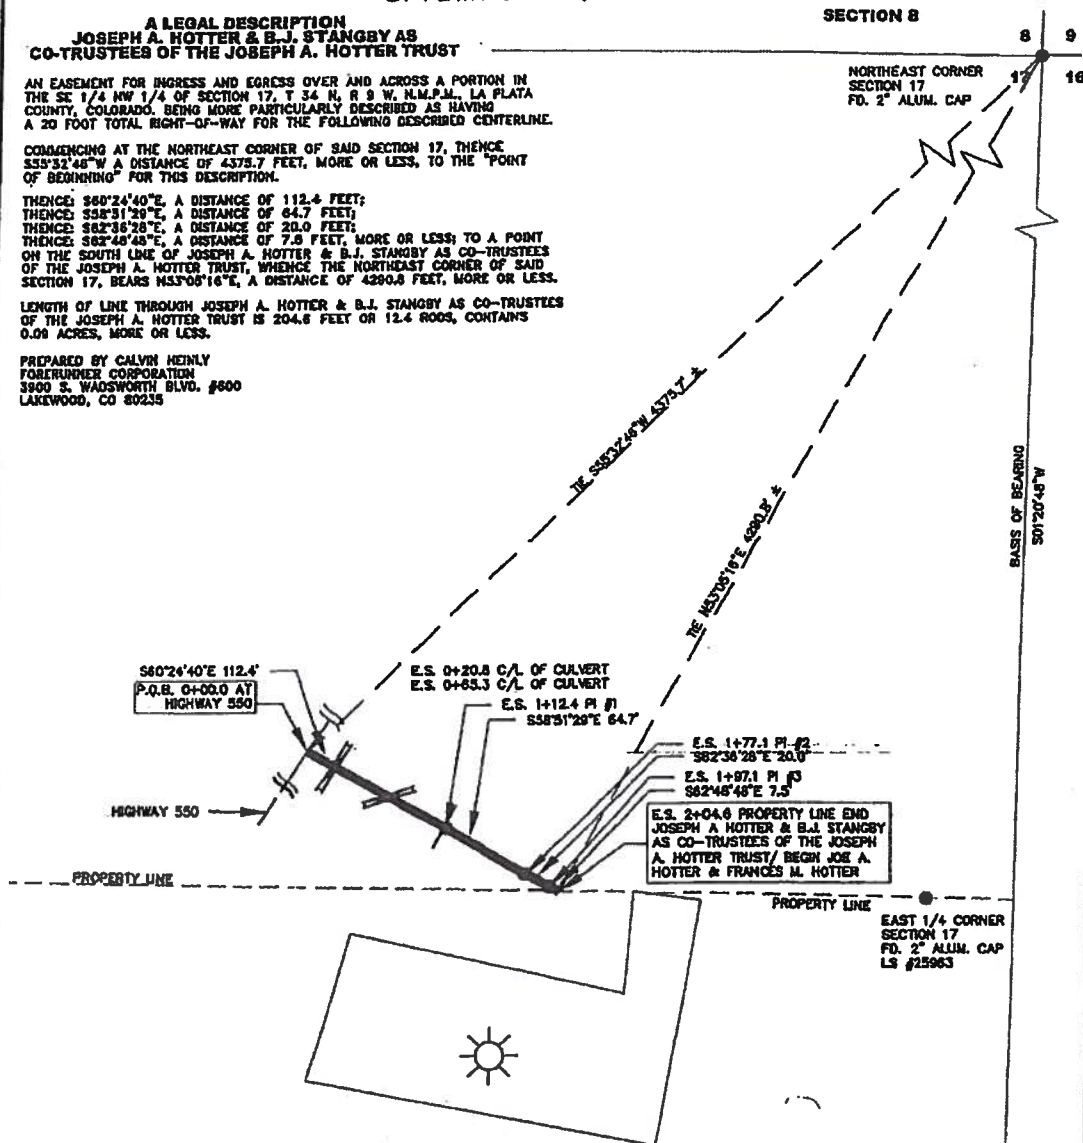 SECTION 8
A LEGAL DESCRIPTION
JOSEPH A. HOTTER & B.J. STANGBY AS
CO-TRUSTEES OF THE JOSEPH A. HOTTER TRUST
AN EASEMENT FOR INGRESS AND EGRESS OVER AND ACROSS A PORTION IN
THE SE 1/4 NW 1/4 OF SECTION 17, T 34 N, R 9 W, N.M.P.M., LA PLATA
COUNTY, COLORADO. BEING MORE PARTICULARLY DESCRIBED AS HAVING
A 20 FOOT TOTAL RIGHT-OF-WAY FOR THE FOLLOWING DESCRIBED CENTERLINE.
COMMENCING AT THE NORTHEAST CORNER OF SAID SECTION 17, THENCE
S55°32'46"W A DISTANCE OF 4375.7 FEET, MORE OR LESS, TO THE "POINT
OF BEGINNING" FOR THIS DESCRIPTION.
THENCE: S60°24'40"E, A DISTANCE OF 112.4 FEET;
THENCE: S58°51'29"E, A DISTANCE OF 64.7 FEET;
THENCE: S62°36'28"E, A DISTANCE OF 20.0 FEET;
THENCE: S62°48'48"E, A DISTANCE OF 7.5 FEET, MORE OR LESS; TO A POINT
ON THE SOUTH LINE OF JOSEPH A. HOTTER & B.J. STANGBY AS CO-TRUSTEES
OF THE JOSEPH A. HOTTER TRUST, WHENCE THE NORTHEAST CORNER OF SAID
SECTION 17, BEARS N53°05'16"E, A DISTANCE OF 4290.8 FEET, MORE OR LESS.
LENGTH OF LINE THROUGH JOSEPH A. HOTTER & B.J. STANGBY AS CO-TRUSTEES
OF THE JOSEPH A. HOTTER TRUST IS 204.6 FEET OR 12.4 RODS, CONTAINS
0.09 ACRES, MORE OR LESS.
PREPARED BY CALVIN HEINLY
FORERUNNER CORPORATION
3900 S. WADSWORTH BLVD. #600
LAKEWOOD, CO 80235
8 9
17 16
NORTHEAST CORNER
SECTION 17
FD. 2" ALUM. CAP
TIE S55°32'46"W 4375.7' ±
TIE N53°05'16"E 4290.8' ±
BASIS OF BEARING
S01°20'48"W
S60°24'40"E 112.4'
P.O.B. 0+00.0 AT
HIGHWAY 550
E.S. 0+20.8 C/L OF CULVERT
E.S. 0+65.3 C/L OF CULVERT
E.S. 1+12.4 PI #1
S58°51'29"E 64.7'
E.S. 1+77.1 PI #2
S62°36'28"E 20.0'
E.S. 1+97.1 PI #3
S62°48'48"E 7.5'
HIGHWAY 550
E.S. 2+04.6 PROPERTY LINE END
JOSEPH A HOTTER & B.J. STANGBY
AS CO-TRUSTEES OF THE JOSEPH
A. HOTTER TRUST/ BEGIN JOE A.
HOTTER & FRANCES M. HOTTER
PROPERTY LINE
PROPERTY LINE
EAST 1/4 CORNER
SECTION 17
FD. 2" ALUM. CAP
LS #25963